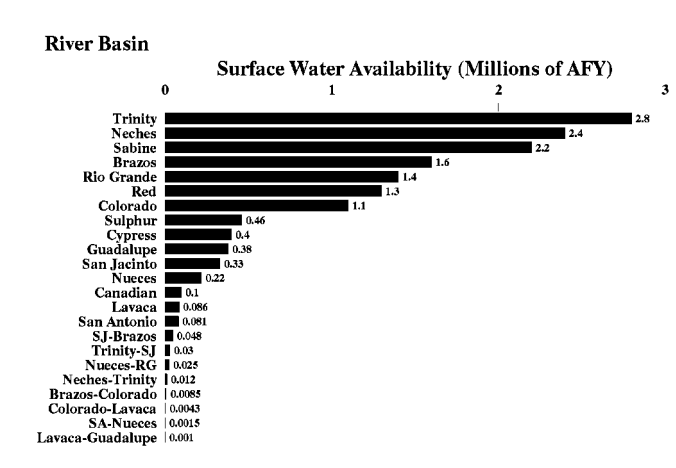 River Basin
Surface Water Availability (Millions of AFY)
0 1 2 3
Trinity 2.8
Neches 2.4
Sabine 2.2
Brazos 1.6
Rio Grande 1.4
Red 1.3
Colorado 1.1
Sulphur 0.46
Cypress 0.4
Guadalupe 0.38
San Jacinto 0.33
Nueces 0.22
Canadian 0.1
Lavaca 0.086
San Antonio 0.081
SJ-Brazos 0.048
Trinity-SJ 0.03
Nueces-RG 0.025
Neches-Trinity 0.012
Brazos-Colorado 0.0085
Colorado-Lavaca 0.0043
SA-Nueces 0.0015
Lavaca-Guadalupe 0.001